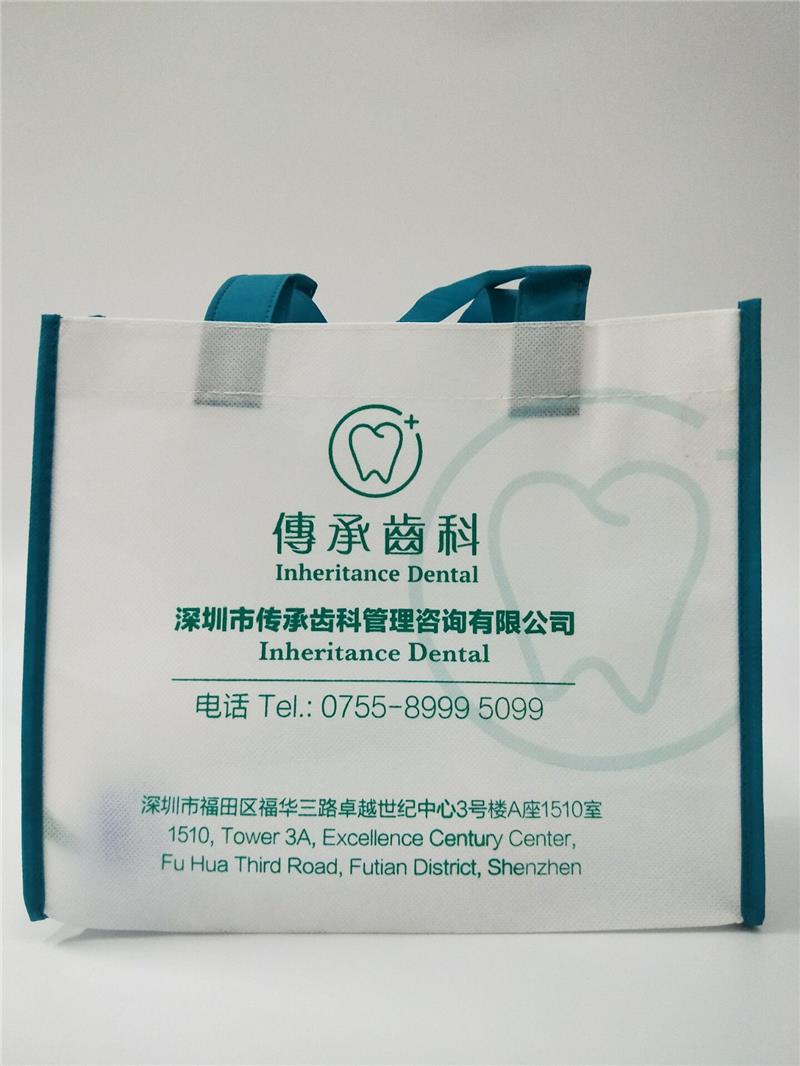 傳承齒科
Inheritance Dental
深圳市传承齿科管理咨询有限公司
Inheritance Dental
电话 Tel.: 0755-8999 5099
深圳市福田区福华三路卓越世纪中心3号楼A座1510室
1510, Tower 3A, Excellence Century Center,
Fu Hua Third Road, Futian District, Shenzhen